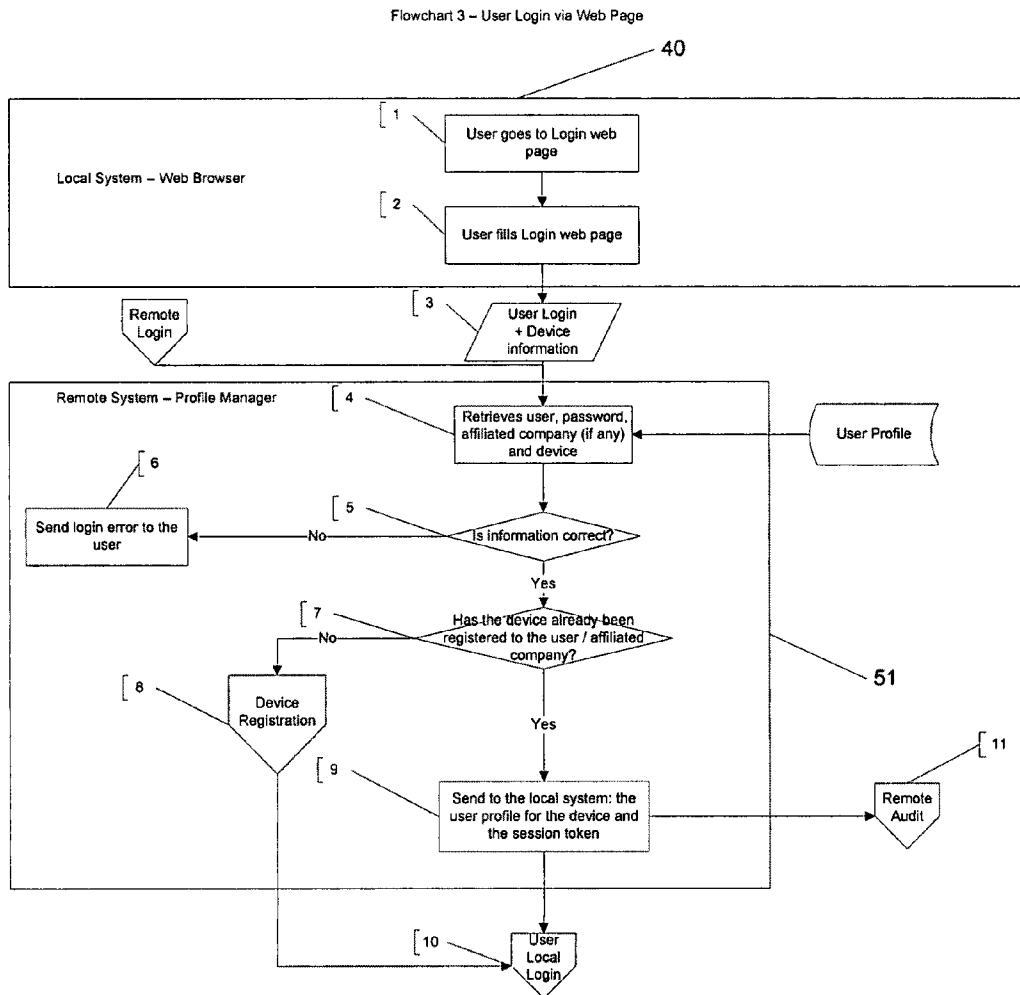 Flowchart 3 – User Login via Web Page
40
1
User goes to Login web
page
Local System – Web Browser
2
User fills Login web page
3
User Login
+ Device
information
Remote
Login
Remote System – Profile Manager
4
Retrieves user, password,
affiliated company (if any)
and device
User Profile
6
5
Send login error to the
user
No
Is information correct?
Yes
7
Has the device already been
registered to the user / affiliated
company?
No
51
8
Device
Registration
Yes
11
9
Send to the local system: the
user profile for the device and
the session token
Remote
Audit
10
User
Local
Login